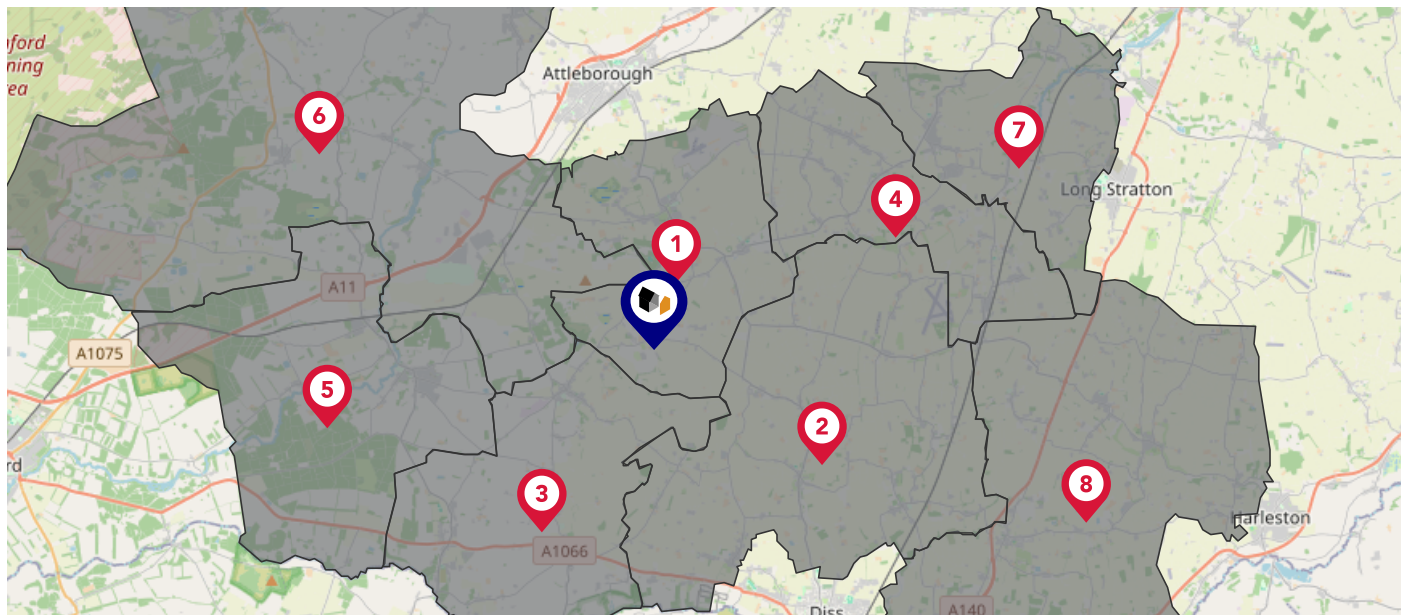 nford
ning
rea
Attleborough
6
7
Long Stratton
4
1
A11
A1075
5
2
8
3
rd
Harleston
A1066
Diss
A140